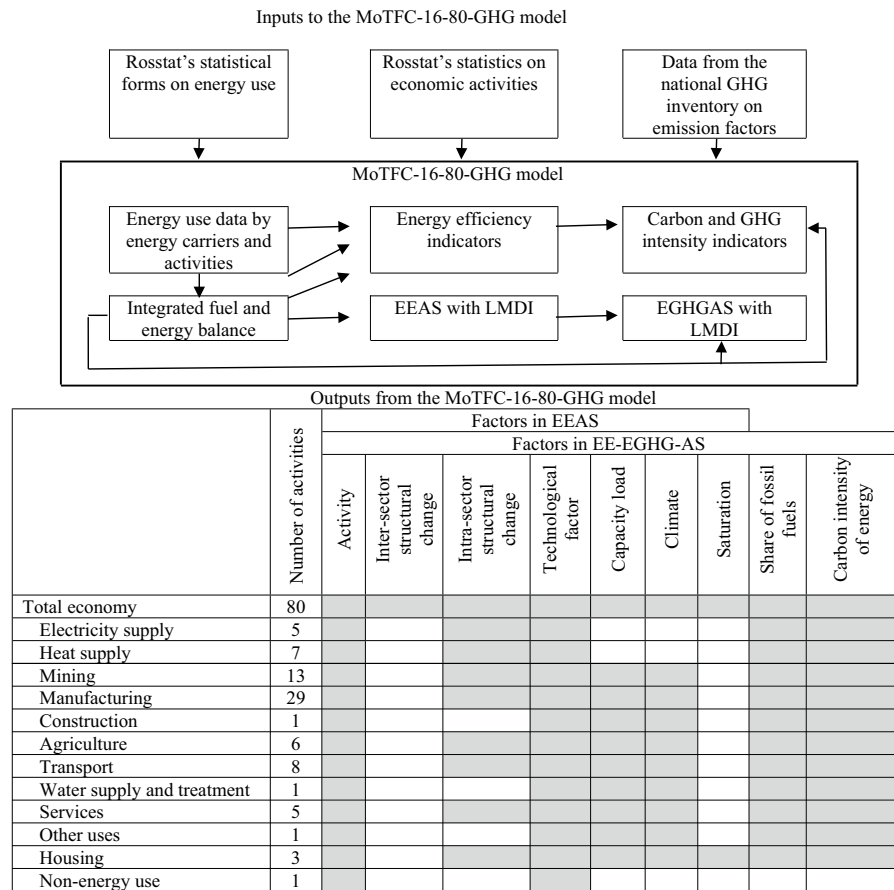 Inputs to the MoTFC-16-80-GHG model
Rosstat's statistical
forms on energy use
Rosstat's statistics on
economic activities
Data from the
national GHG
inventory on
emission factors
MoTFC-16-80-GHG model
Energy use data by
energy carriers and
activities
Energy efficiency
indicators
Carbon and GHG
intensity indicators
Integrated fuel and
energy balance
EEAS with LMDI
EGHGAS with
LMDI
Outputs from the MoTFC-16-80-GHG model
Number of activities
Factors in EEAS
Factors in EE-EGHG-AS
Activity
Inter-sector
structural
change
Intra-sector
structural
change
Technological
factor
Capacity load
Climate
Saturation
Share of fossil
fuels
Carbon intensity
of energy
Total economy 80
Electricity supply 5
Heat supply 7
Mining 13
Manufacturing 29
Construction 1
Agriculture 6
Transport 8
Water supply and treatment 1
Services 5
Other uses 1
Housing 3
Non-energy use 1